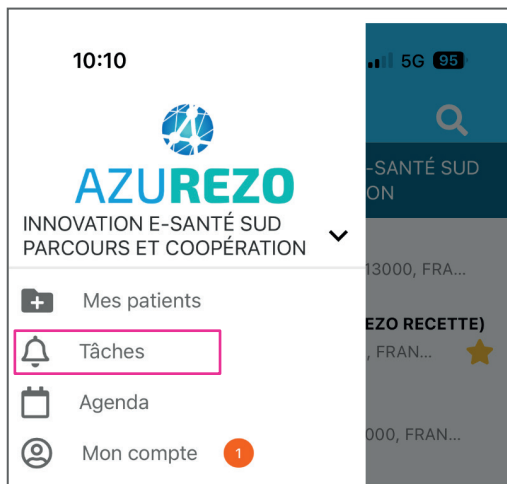 10:10
5G 95
AZUREZO
INNOVATION E-SANTÉ SUD
PARCOURS ET COOPÉRATION
-SANTÉ SUD
ON
13000, FRA...
Mes patients
EZO RECETTE)
Tâches
, FRAN...
Agenda
000, FRAN...
Mon compte 1